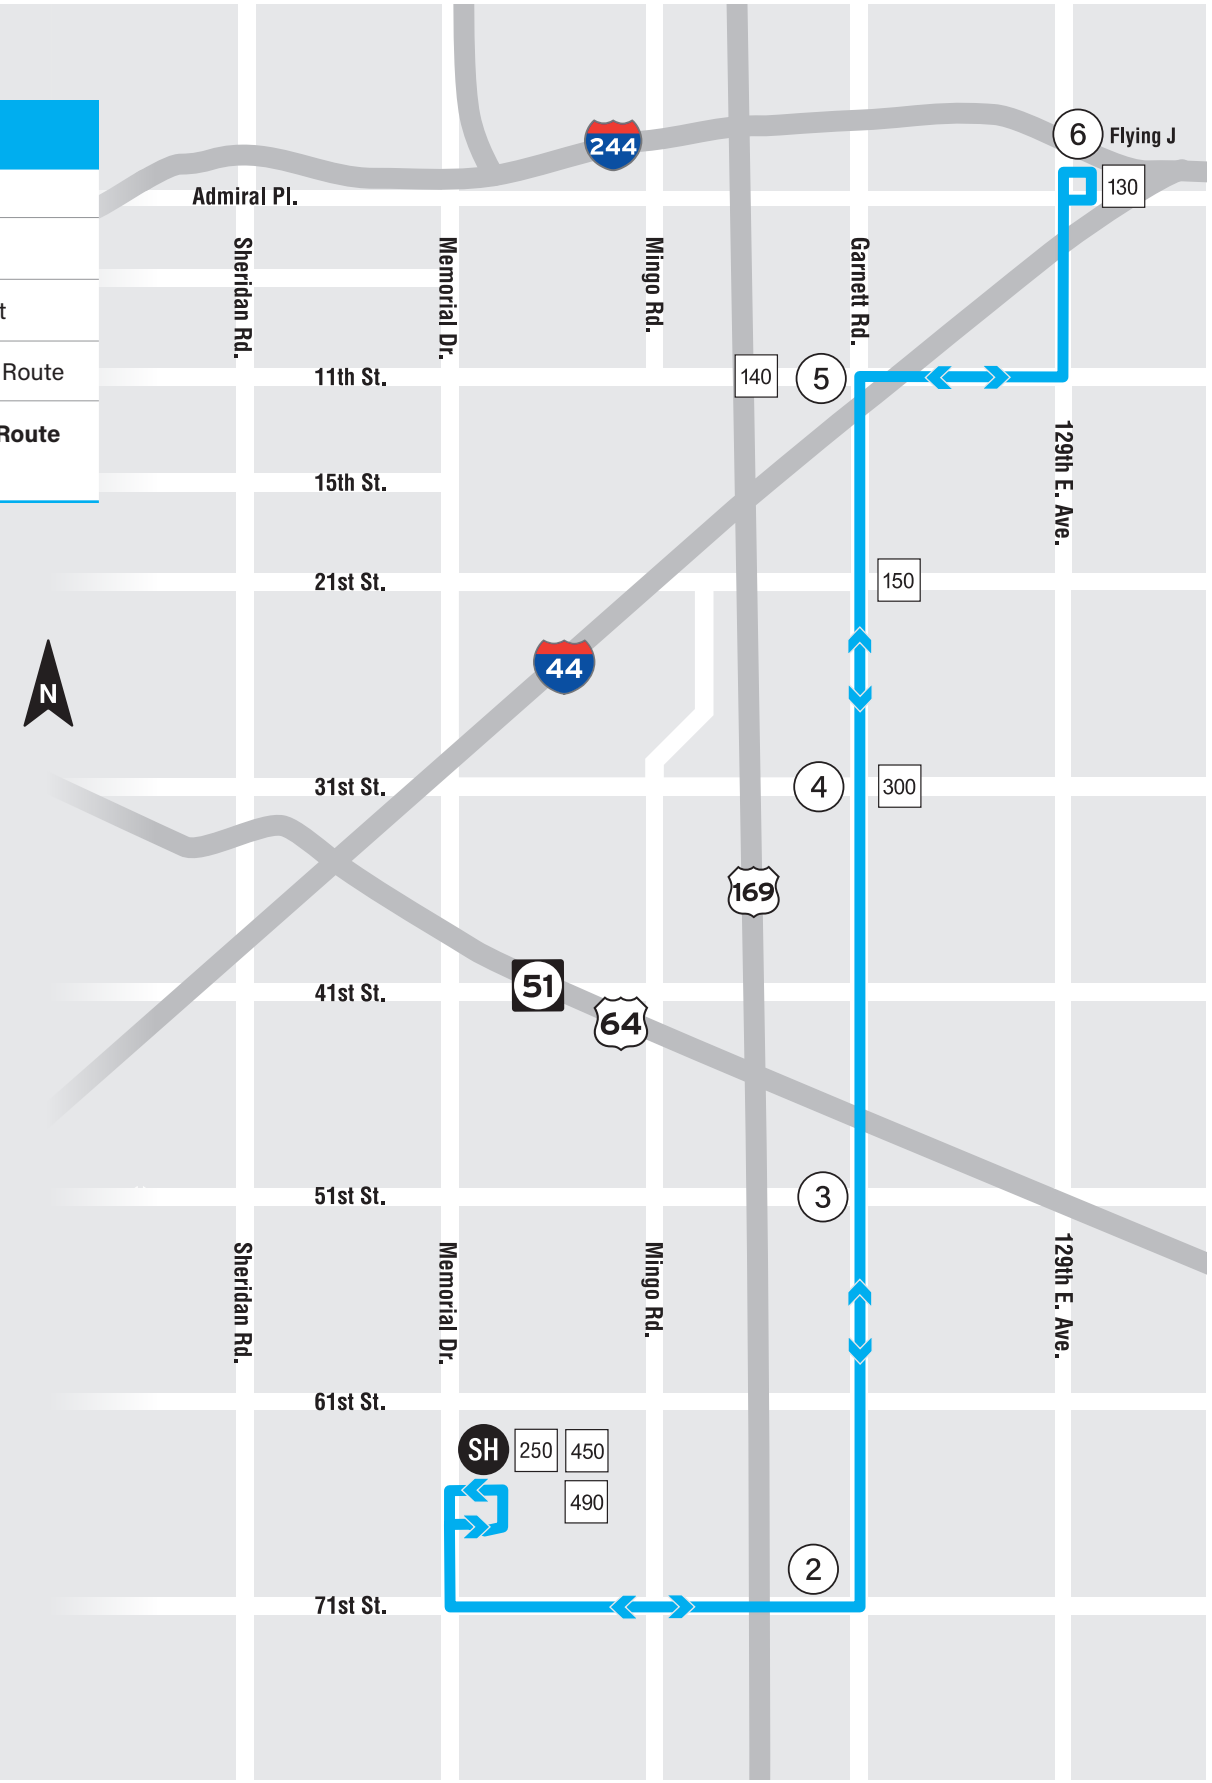 6 Flying J
244
130
Admiral Pl.
Sheridan Rd.
Memorial Dr.
Mingo Rd.
Garnett Rd.
t
Route
Route
11th St.
140
5
129th E. Ave.
15th St.
21st St.
150
44
N
31st St.
4
300
169
51
41st St.
64
51st St.
3
Sheridan Rd.
Memorial Dr.
Mingo Rd.
129th E. Ave.
61st St.
SH 250 450
490
2
71st St.